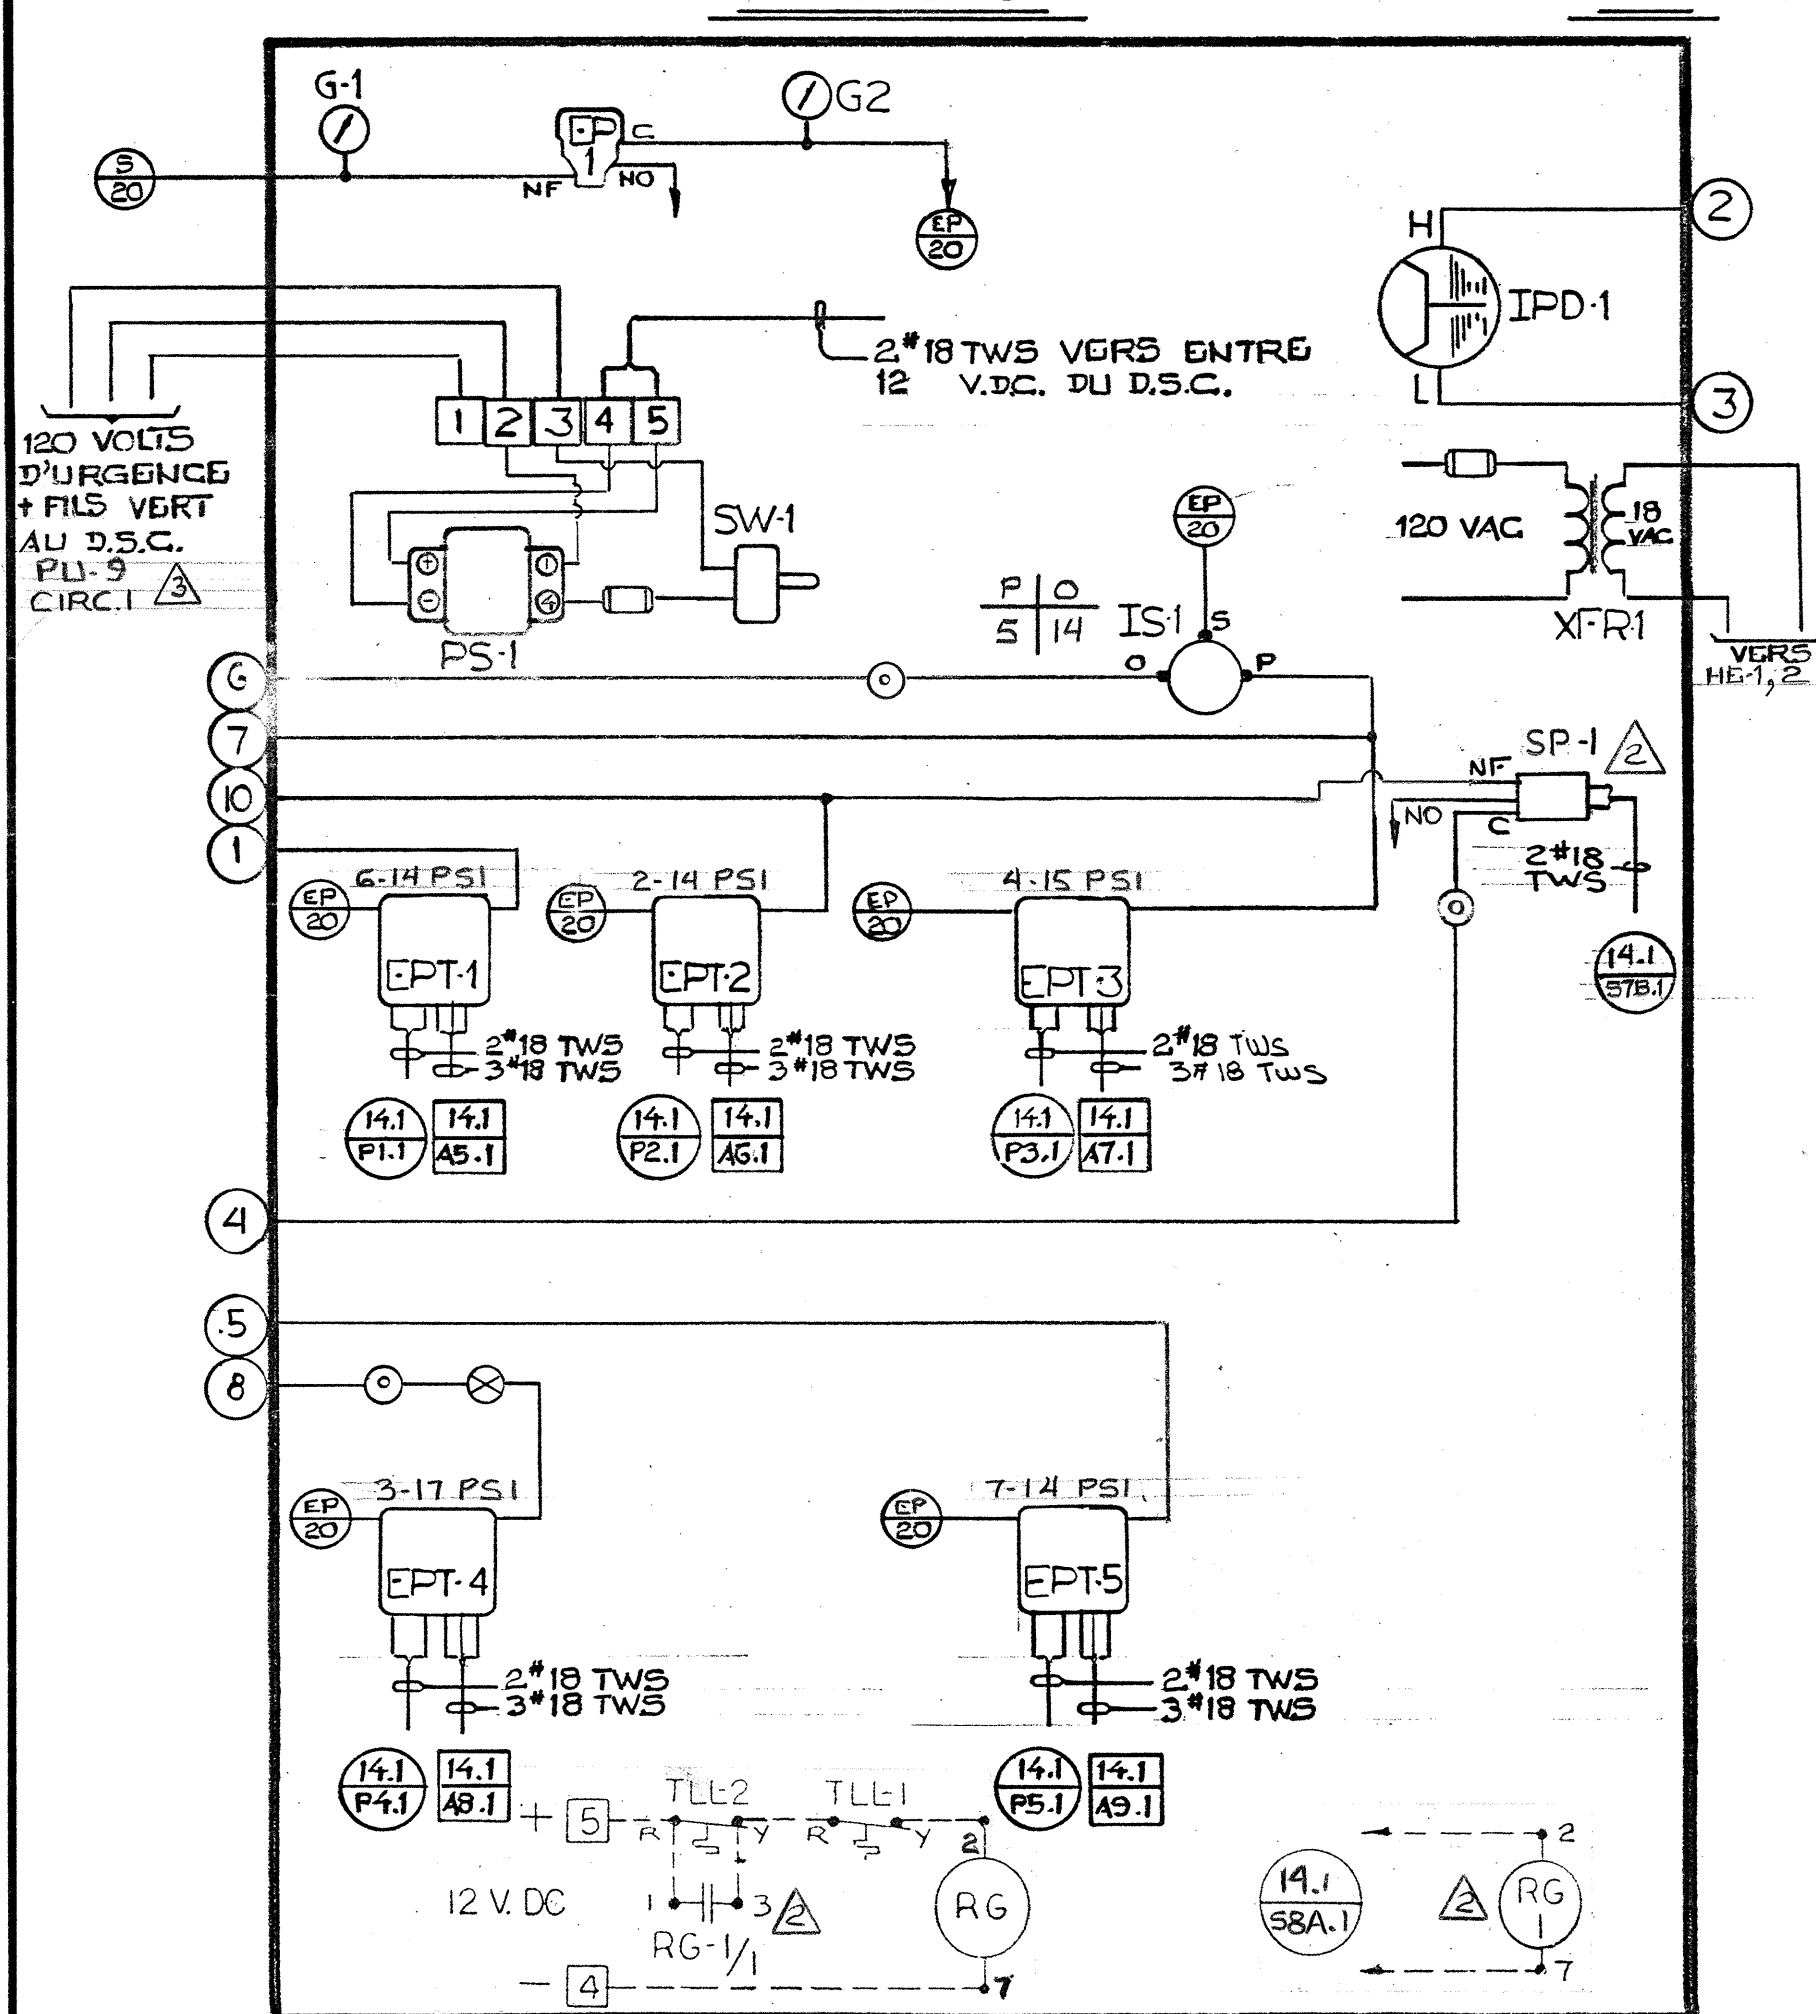 G-1
G2
S
20
EP
1
C
NF
NO
EP
20
2
H
IPD-1
L
3
2#18 TWS VERS ENTRE
12 V.D.C. DU D.S.C.
1 2 3 4 5
120 VOLTS
D'URGENCE
+ FILS VERT
AU D.S.C.
PU-9
CIRC.1
3
SW-1
+
-
PS-1
EP
20
120 VAC
18
VAC
XFR1
VERS
HE-1,2
P O
5 14
IS-1
S
O
P
6
7
10
1
SP-1
2
NF
NO
C
2#18
TWS
14.1
S7B.1
6-14 PSI
2-14 PSI
4-15 PSI
EP
20
EPT-1
EP
20
EPT-2
EP
20
EPT-3
2#18 TWS
3#18 TWS
2#18 TWS
3#18 TWS
2#18 TWS
3#18 TWS
14.1
P1.1
14.1
A5.1
14.1
P2.1
14.1
A6.1
14.1
P3.1
14.1
A7.1
4
5
8
3-17 PSI
7-14 PSI
EP
20
EPT-4
EP
20
EPT-5
2#18 TWS
3#18 TWS
2#18 TWS
3#18 TWS
14.1
P4.1
14.1
A8.1
14.1
P5.1
14.1
A9.1
TLL-2
TLL-1
+ 5
R
Y
R
Y
2
12 V.DC
1
3
2
RG-1/1
RG
- 4
7
14.1
S8A.1
2
2
RG
1
7